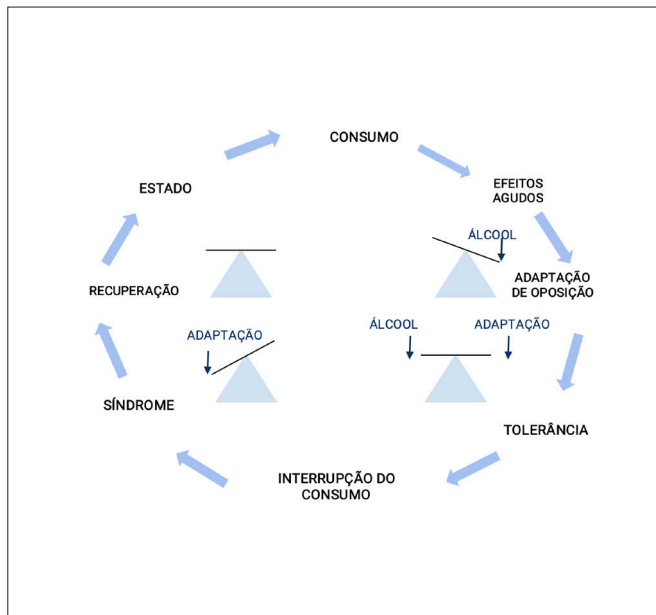 CONSUMO
EFEITOS
AGUDOS
ESTADO
ÁLCOOL
ADAPTAÇÃO
DE OPOSIÇÃO
RECUPERAÇÃO
ÁLCOOL
ADAPTAÇÃO
ADAPTAÇÃO
SÍNDROME
TOLERÂNCIA
INTERRUPÇÃO DO
CONSUMO